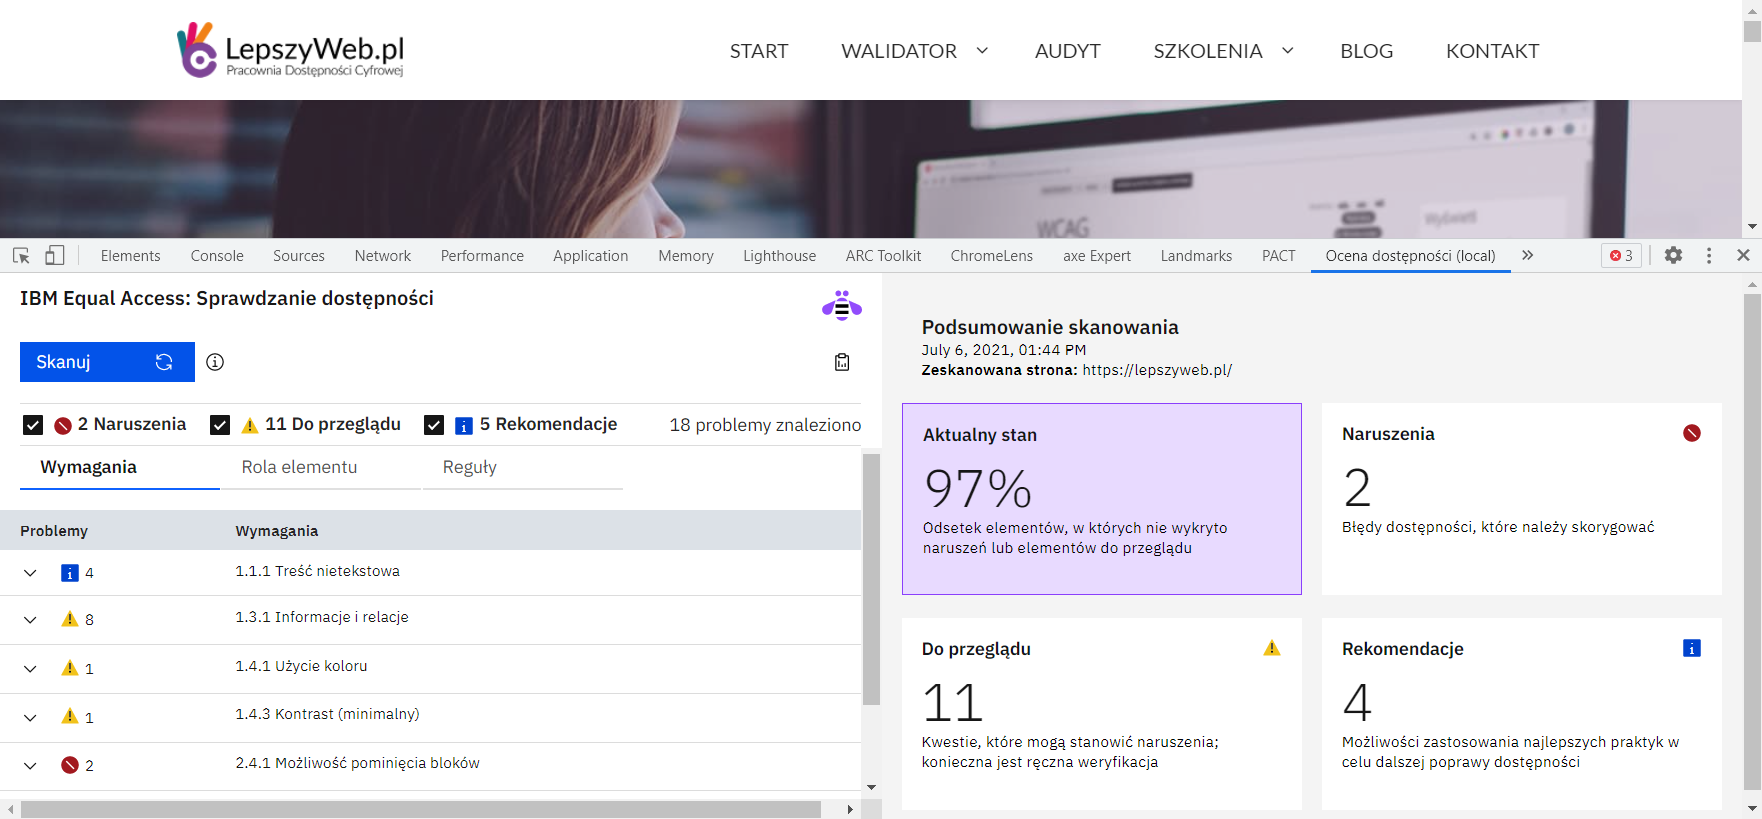 LepszyWeb.pl
Pracownia Dostępności Cyfrowej
START WALIDATOR AUDYT SZKOLENIA BLOG KONTAKT
WCAG
Wyświetl
Elements Console Sources Network Performance Application Memory Lighthouse ARC Toolkit ChromeLens axe Expert Landmarks PACT Ocena dostępności (local) » 3
IBM Equal Access: Sprawdzanie dostępności
Skanuj
2 Naruszenia 11 Do przeglądu 5 Rekomendacje 18 problemy znaleziono
Wymagania Rola elementu Reguły
Problemy Wymagania
4 1.1.1 Treść nietekstowa
8 1.3.1 Informacje i relacje
1 1.4.1 Użycie koloru
1 1.4.3 Kontrast (minimalny)
2 2.4.1 Możliwość pominięcia bloków
Podsumowanie skanowania
July 6, 2021, 01:44 PM
Zeskanowana strona: https://lepszyweb.pl/
Aktualny stan
97%
Odsetek elementów, w których nie wykryto
naruszeń lub elementów do przeglądu
Naruszenia
2
Błędy dostępności, które należy skorygować
Do przeglądu
11
Kwestie, które mogą stanowić naruszenia;
konieczna jest ręczna weryfikacja
Rekomendacje
4
Możliwości zastosowania najlepszych praktyk w
celu dalszej poprawy dostępności